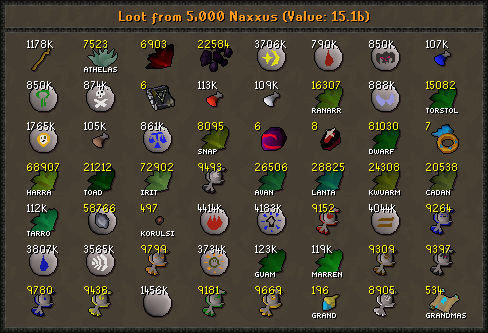 Loot from 5,000 Naxxus (Value: 15.1b)
1178K 7523 6903 22584 3706K 790K 850K 107K
ATHELAS
850K 874K 6 113K 109K 16307 888K 15082
RANARR TORSTOL
1765K 105K 861K 8095 6 8 81030 7
SNAP DWARF
68907 21212 72902 9493 26506 28825 24308 20538
HARRA TOAD IRIT AVAN LANTA KWUARM CADAN
112K 58766 497 4414K 4183K 9152 4044K 9264
TARRO KORULSI
3807K 3565K 9799 3734K 123K 119K 9309 9397
GUAM MARREN
9780 9438 1456K 9181 9669 196 8905 534
GRAND GRANDMAS